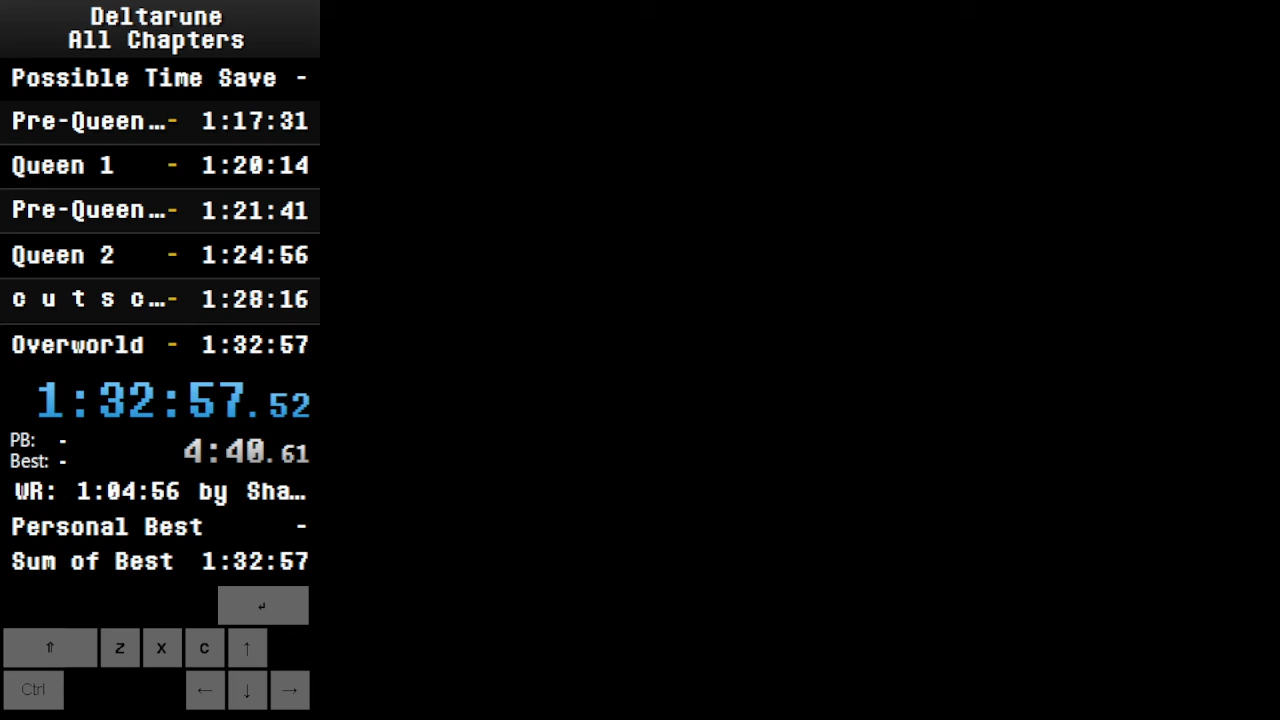 Deltarune
All Chapters
Possible Time Save -
Pre-Queen…- 1:17:31
Queen 1 - 1:20:14
Pre-Queen…- 1:21:41
Queen 2 - 1:24:56
c u t s c…- 1:28:16
Overworld - 1:32:57
1:32:57.52
PB: - 4:40.61
Best: -
WR: 1:04:56 by Sha…
Personal Best -
Sum of Best 1:32:57
↵
⇧ z x c ↑
Ctrl ← ↓ →